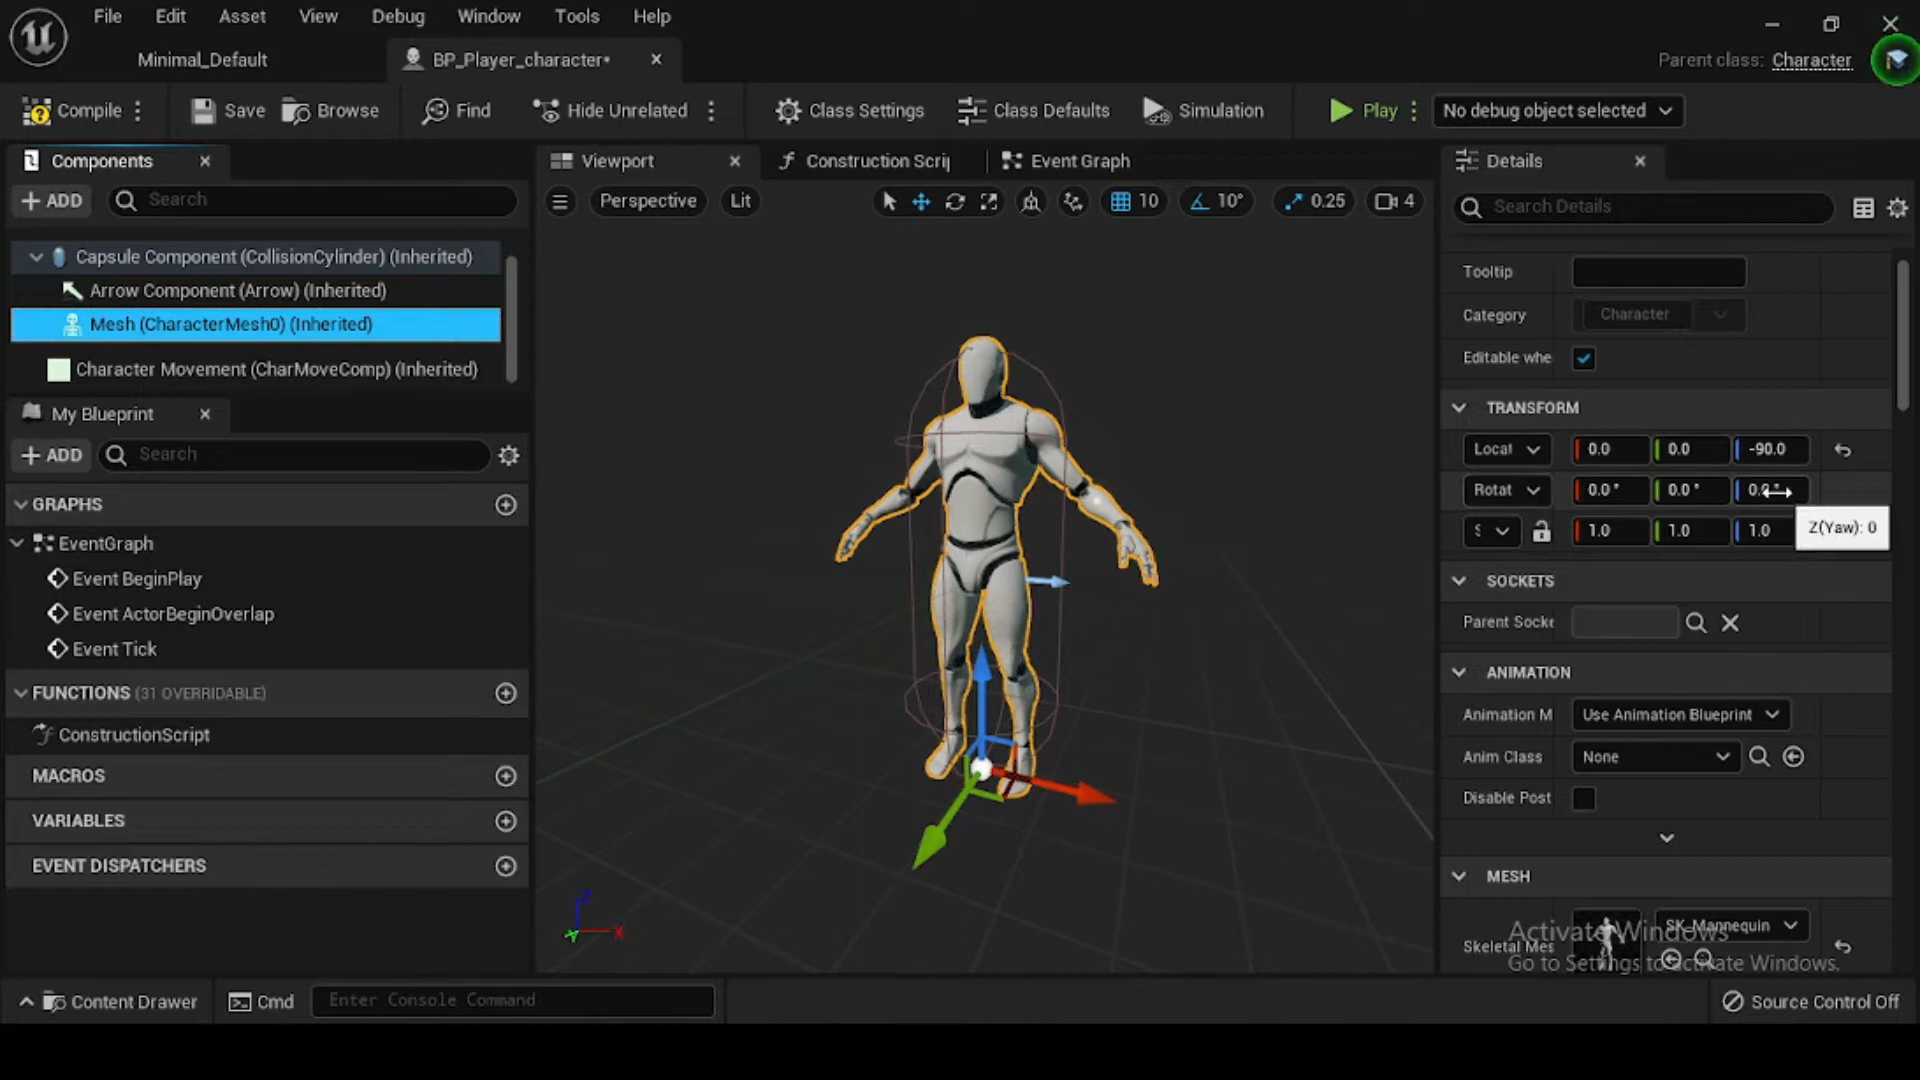 File Edit Asset View Debug Window Tools Help
Minimal_Default
BP_Player_character•
Parent class: Character
Compile
Save
Browse
Find
Hide Unrelated
Class Settings
Class Defaults
Simulation
Play
No debug object selected
Components
Viewport
Construction Scrip
Event Graph
Details
ADD
Search
Perspective
Lit
10
10°
0.25
4
Search Details
Capsule Component (CollisionCylinder) (Inherited)
Arrow Component (Arrow) (Inherited)
Mesh (CharacterMesh0) (Inherited)
Character Movement (CharMoveComp) (Inherited)
My Blueprint
ADD
Search
GRAPHS
EventGraph
Event BeginPlay
Event ActorBeginOverlap
Event Tick
FUNCTIONS (31 OVERRIDABLE)
ConstructionScript
MACROS
VARIABLES
EVENT DISPATCHERS
Z
X
Y
Tooltip
Category Character
Editable whe
TRANSFORM
Local 0.0 0.0 -90.0
Rotat 0.0 ° 0.0 °
1.0 1.0 1.0
Z(Yaw): 0
SOCKETS
Parent Socke
ANIMATION
Animation M Use Animation Blueprint
Anim Class None
Disable Post
MESH
Skeletal Mes SK_Mannequin
Activate Windows
Go to Settings to activate Windows.
Content Drawer
Cmd
Enter Console Command
Source Control Off